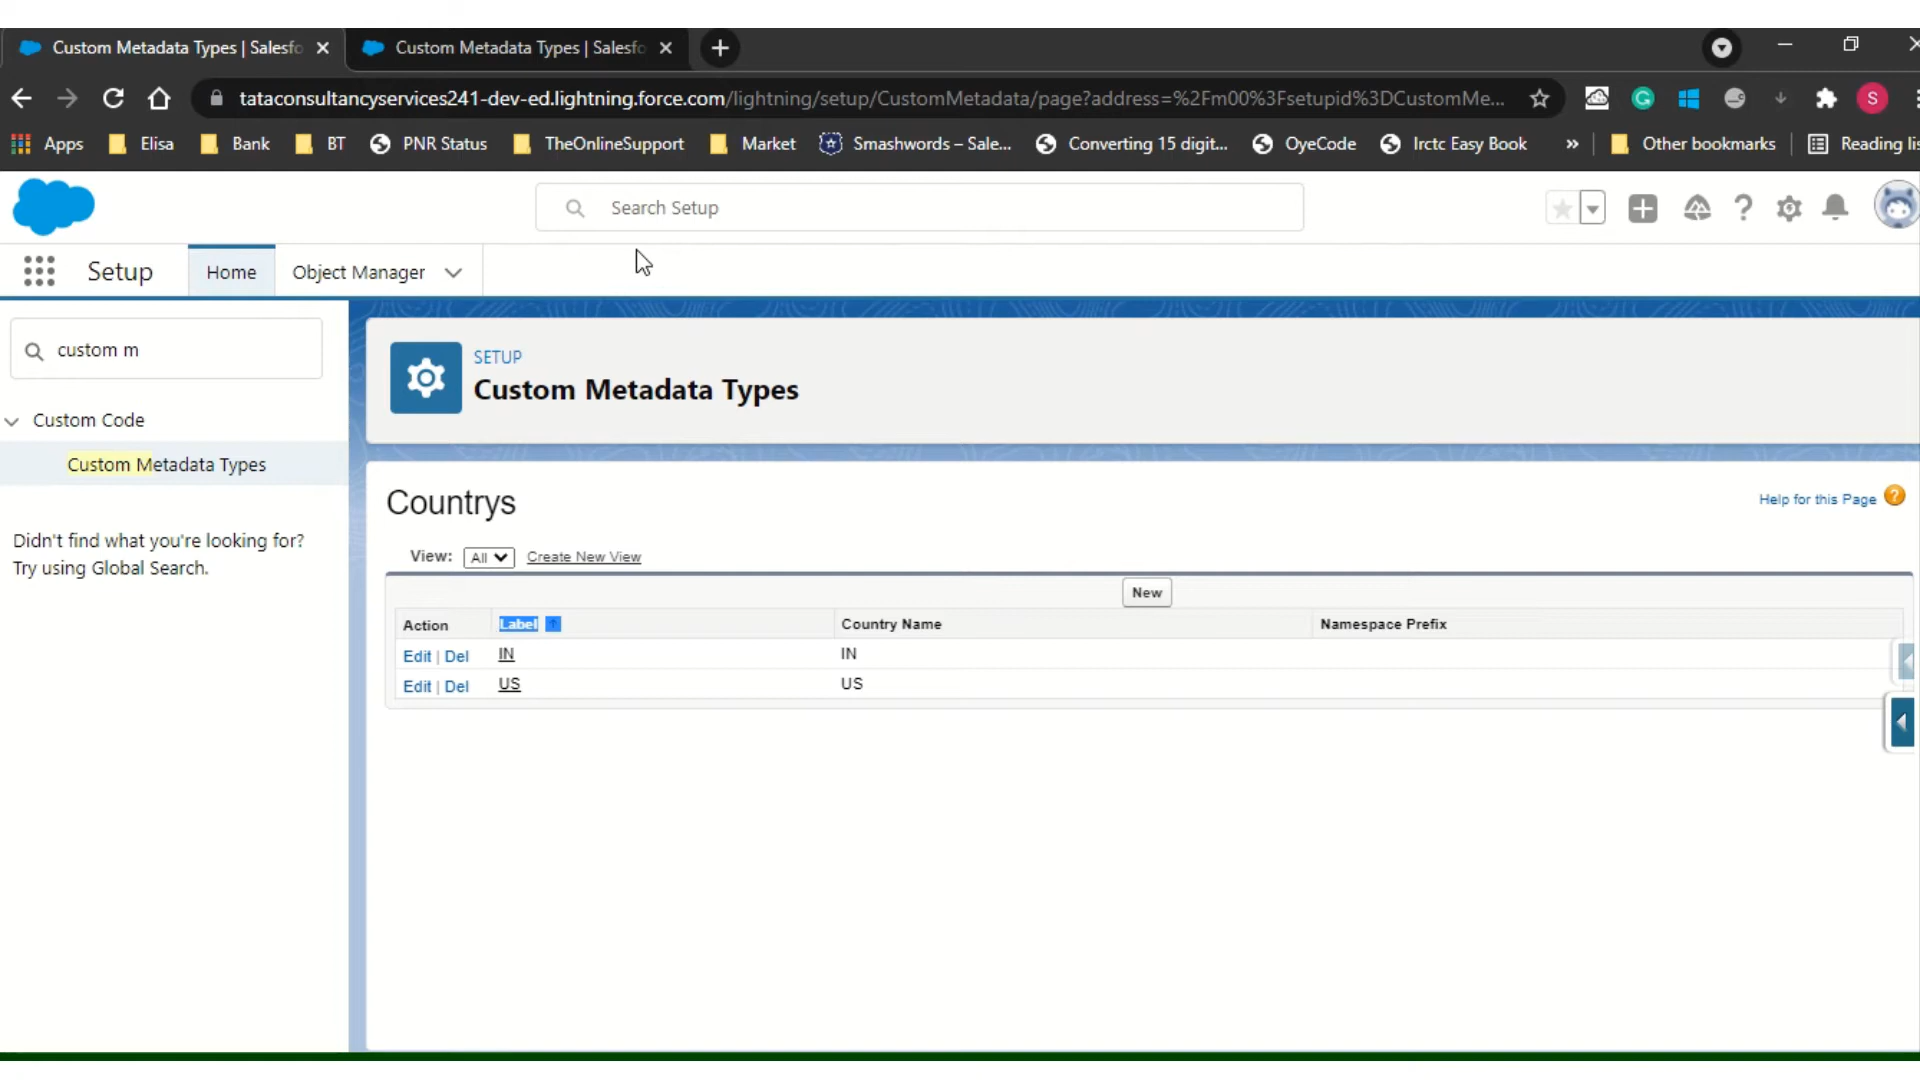 Custom Metadata Types | Salesfo
Custom Metadata Types | Salesfo
tataconsultancyservices241-dev-ed.lightning.force.com/lightning/setup/CustomMetadata/page?address=%2Fm00%3Fsetupid%3DCustomMe...
S
Apps Elisa Bank BT PNR Status TheOnlineSupport Market Smashwords – Sale... Converting 15 digit... OyeCode Irctc Easy Book » Other bookmarks Reading lis
Search Setup
Setup Home Object Manager
custom m
Custom Code
Custom Metadata Types
Didn't find what you're looking for?
Try using Global Search.
SETUP
Custom Metadata Types
Countrys
Help for this Page ?
View: All Create New View
New
Action Label Country Name Namespace Prefix
Edit | Del IN IN
Edit | Del US US